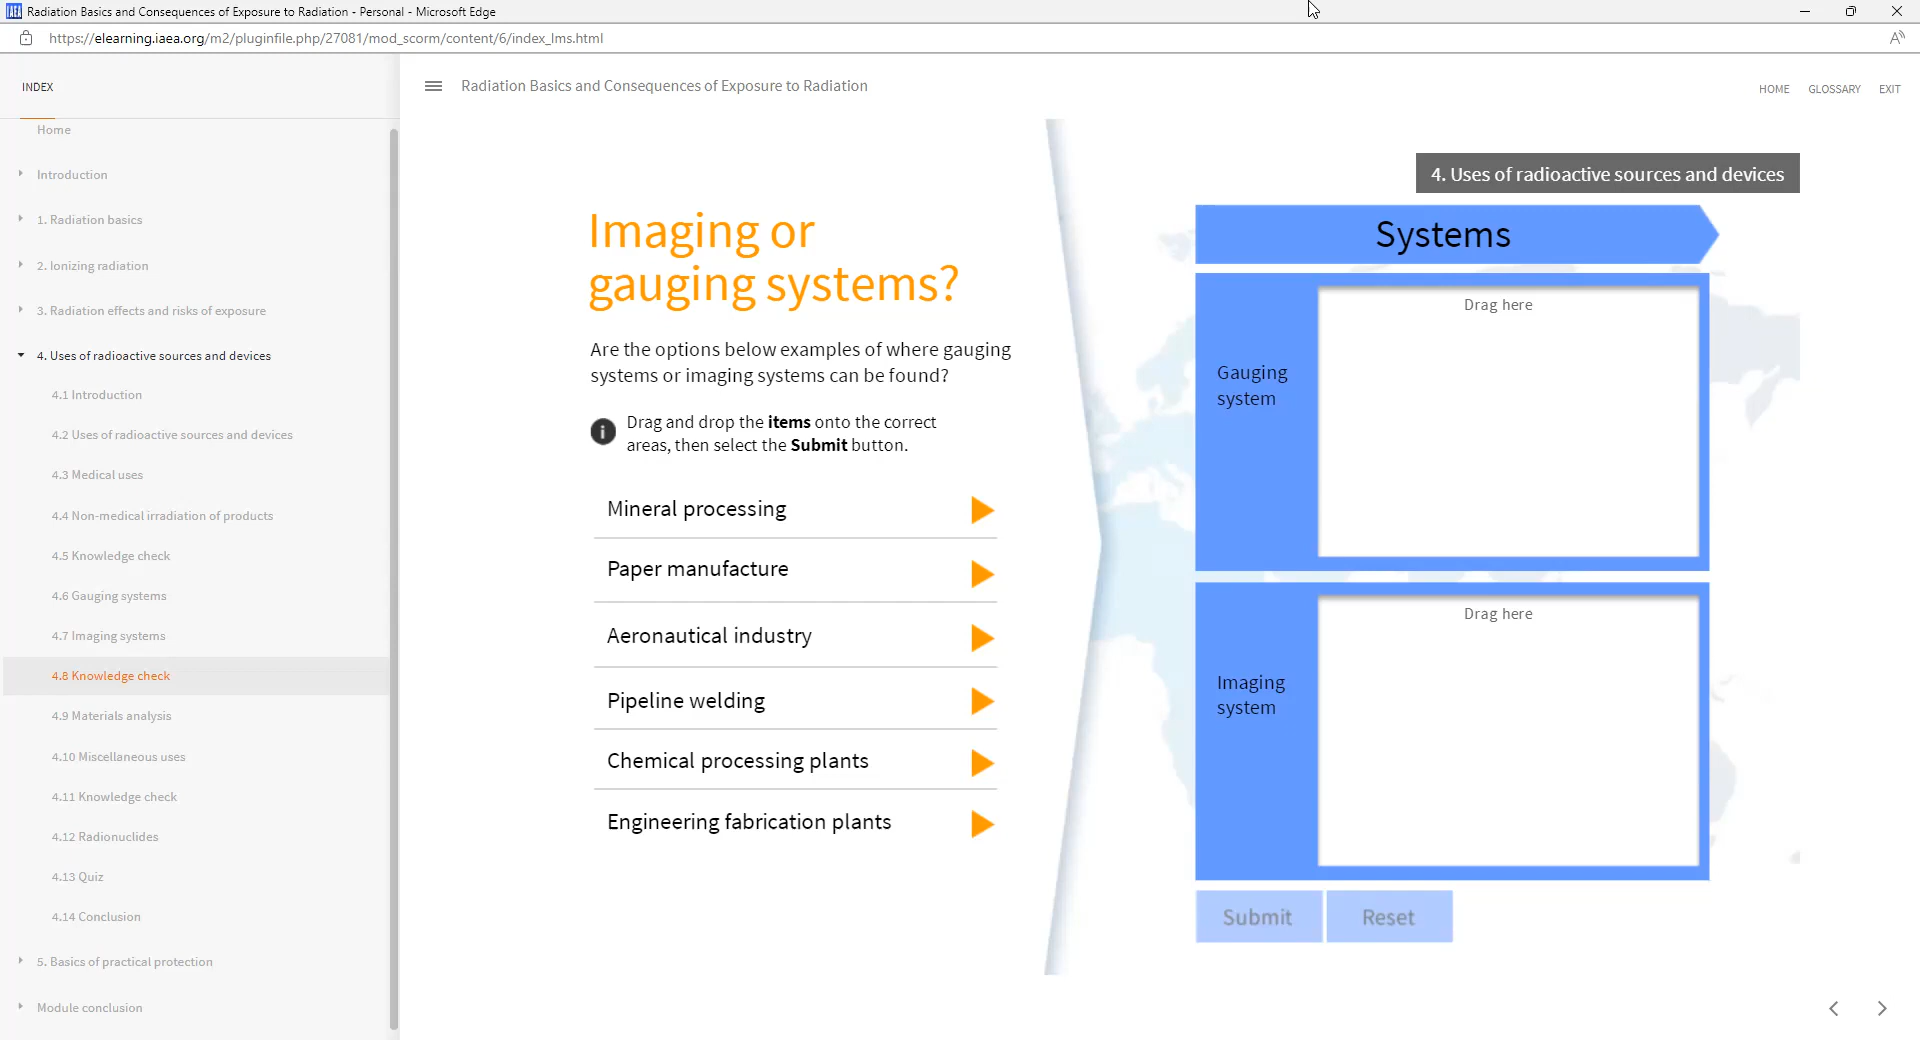 Radiation Basics and Consequences of Exposure to Radiation - Personal - Microsoft Edge
https://elearning.iaea.org/m2/pluginfile.php/27081/mod_scorm/content/6/index_lms.html
INDEX
Home
Introduction
1. Radiation basics
2. Ionizing radiation
3. Radiation effects and risks of exposure
4. Uses of radioactive sources and devices
4.1 Introduction
4.2 Uses of radioactive sources and devices
4.3 Medical uses
4.4 Non-medical irradiation of products
4.5 Knowledge check
4.6 Gauging systems
4.7 Imaging systems
4.8 Knowledge check
4.9 Materials analysis
4.10 Miscellaneous uses
4.11 Knowledge check
4.12 Radionuclides
4.13 Quiz
4.14 Conclusion
5. Basics of practical protection
Module conclusion
Radiation Basics and Consequences of Exposure to Radiation
HOME GLOSSARY EXIT
4. Uses of radioactive sources and devices
Imaging or
gauging systems?
Are the options below examples of where gauging
systems or imaging systems can be found?
Drag and drop the items onto the correct
areas, then select the Submit button.
Mineral processing
Paper manufacture
Aeronautical industry
Pipeline welding
Chemical processing plants
Engineering fabrication plants
Systems
Drag here
Gauging
system
Drag here
Imaging
system
Submit Reset